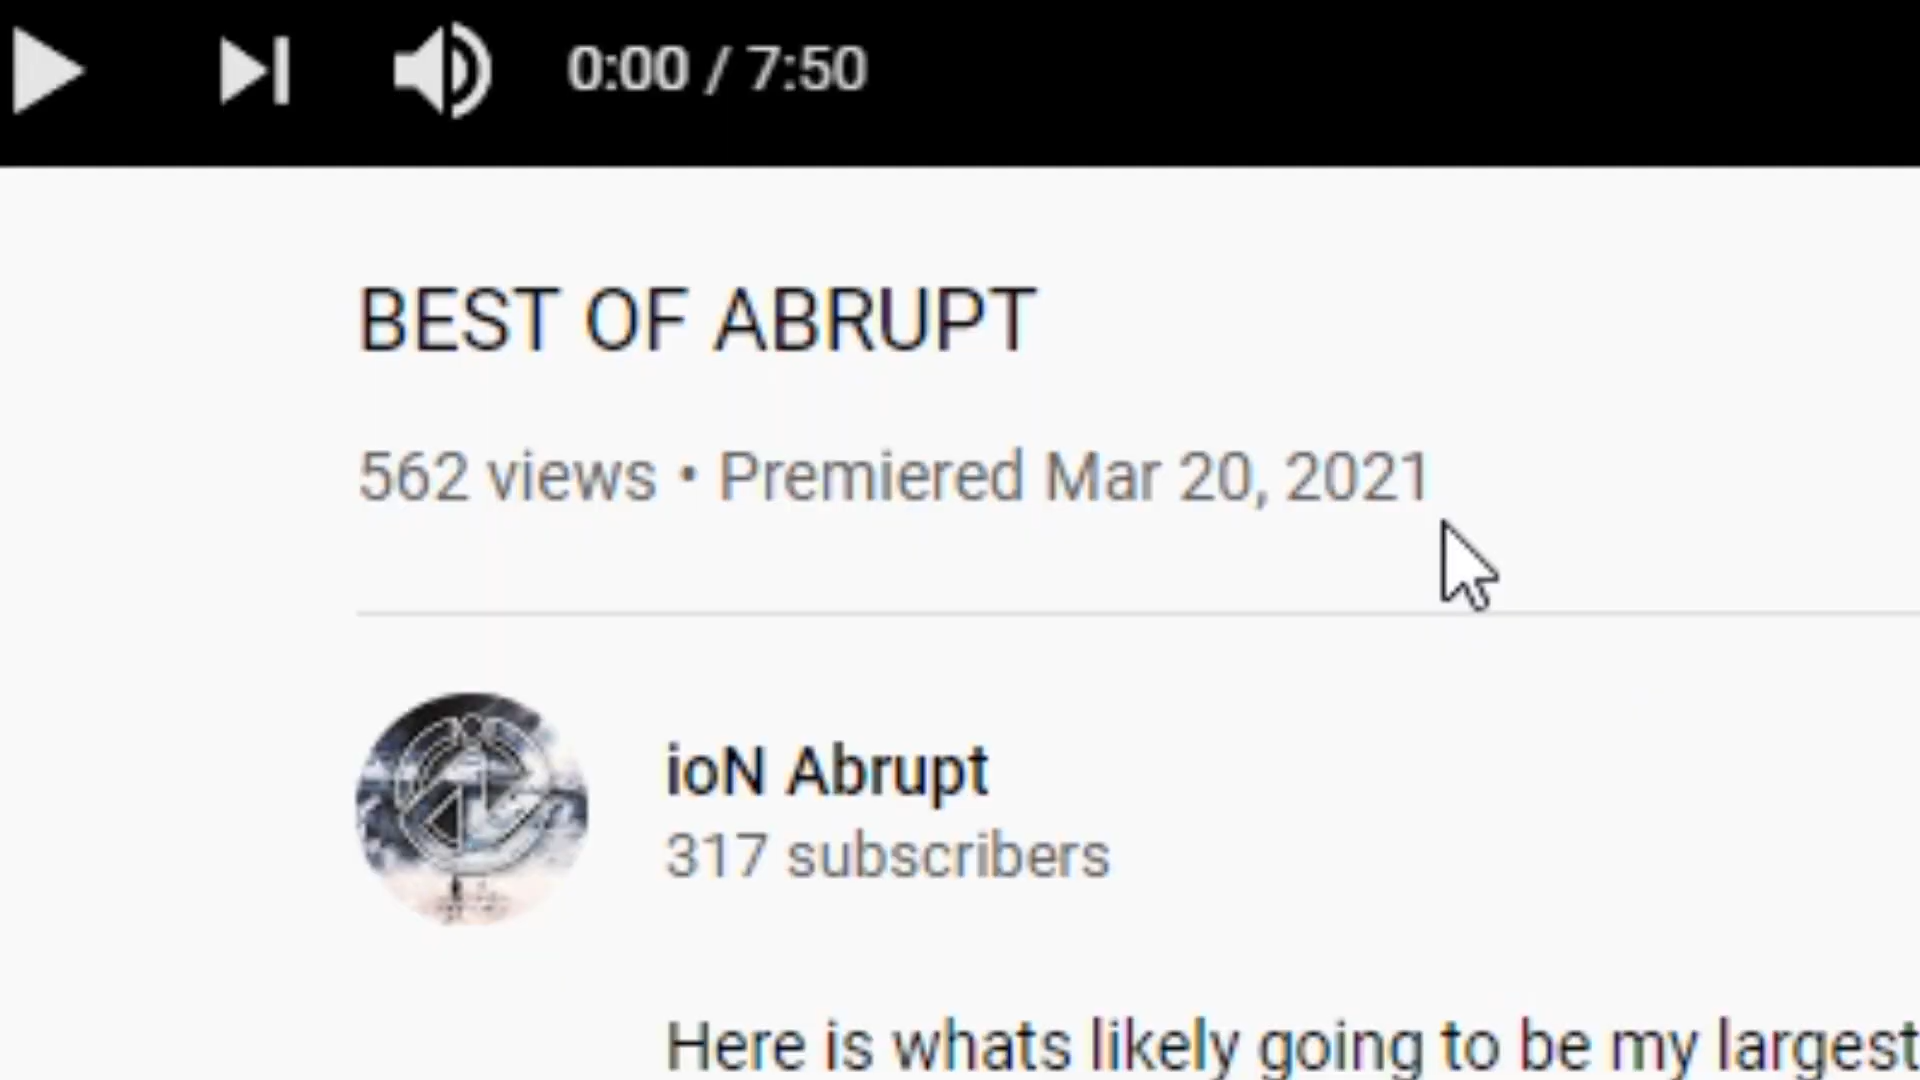 0:00 / 7:50
BEST OF ABRUPT
562 views • Premiered Mar 20, 2021
ioN Abrupt
317 subscribers
Here is whats likely going to be my largest